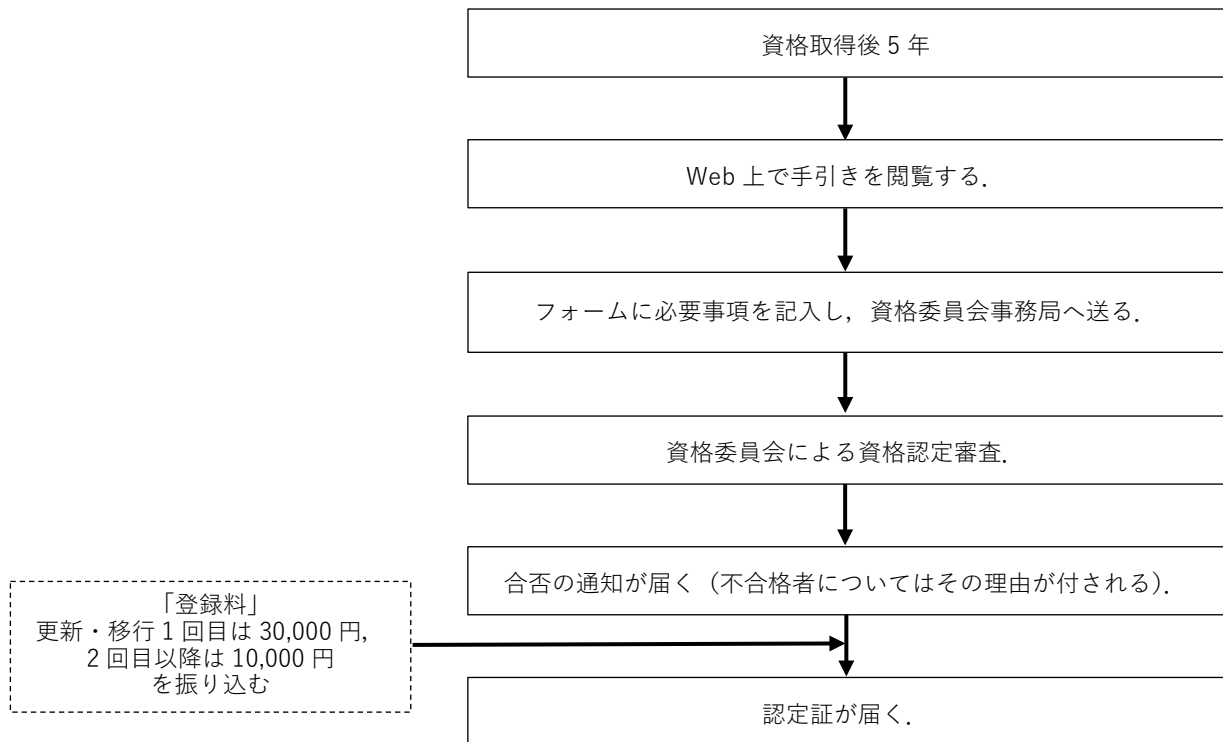 資格取得後 5 年
Web 上で手引きを閲覧する．
フォームに必要事項を記入し，資格委員会事務局へ送る．
資格委員会による資格認定審査．
合否の通知が届く（不合格者についてはその理由が付される）．
「登録料」
更新・移行 1 回目は 30,000 円，
2 回目以降は 10,000 円
を振り込む
認定証が届く．